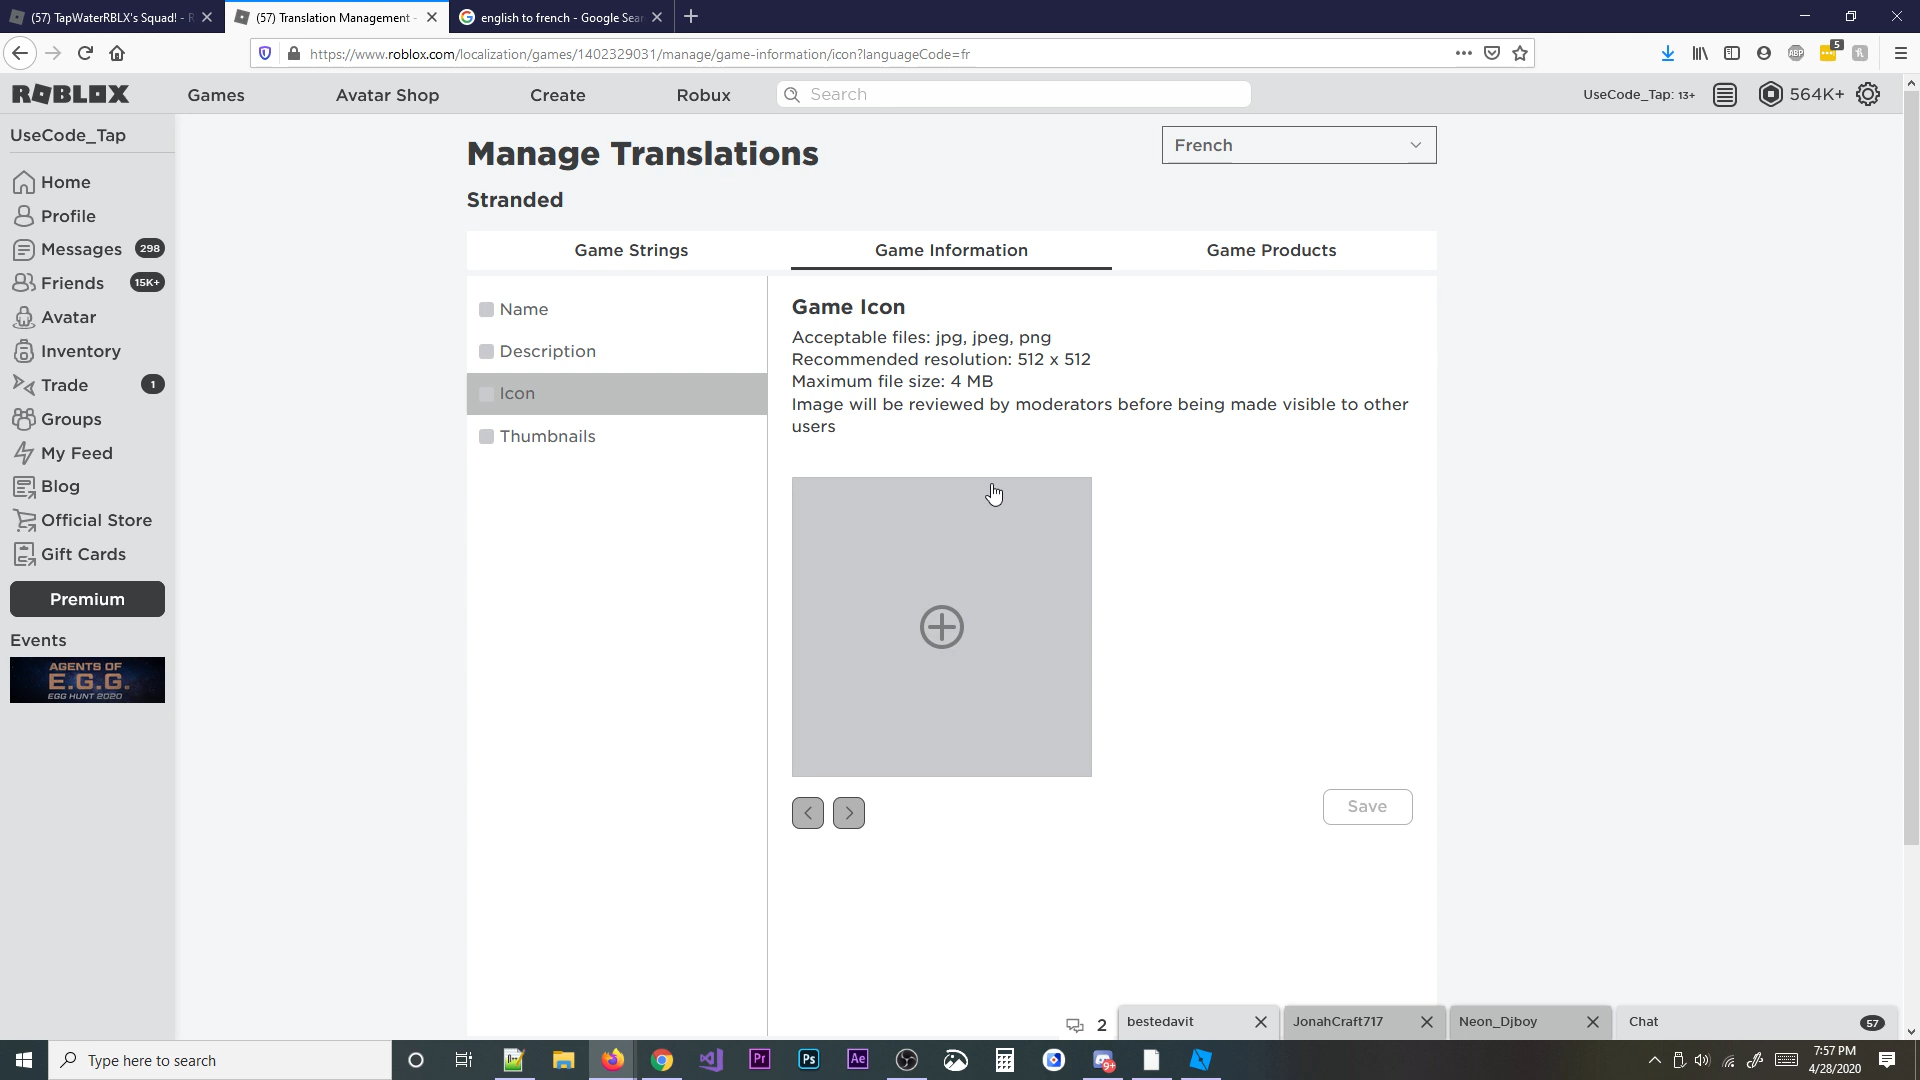 (57) TapWaterRBLX's Squad! - R
(57) Translation Management -
english to french - Google Sear
https://www.roblox.com/localization/games/1402329031/manage/game-information/icon?languageCode=fr
ABP
5
ROBLOX
Games
Avatar Shop
Create
Robux
Search
UseCode_Tap: 13+
564K+
UseCode_Tap
Home
Profile
Messages
298
Friends
15K+
Avatar
Inventory
Trade
1
Groups
My Feed
Blog
Official Store
Gift Cards
Premium
Events
AGENTS OF
E.G.G.
EGG HUNT 2020
Manage Translations
French
Stranded
Game Strings
Game Information
Game Products
Name
Description
Icon
Thumbnails
Game Icon
Acceptable files: jpg, jpeg, png
Recommended resolution: 512 x 512
Maximum file size: 4 MB
Image will be reviewed by moderators before being made visible to other
users
Save
2
bestedavit
JonahCraft717
Neon_Djboy
Chat
57
Type here to search
Pr
Ps
Ae
9+
7:57 PM
4/28/2020